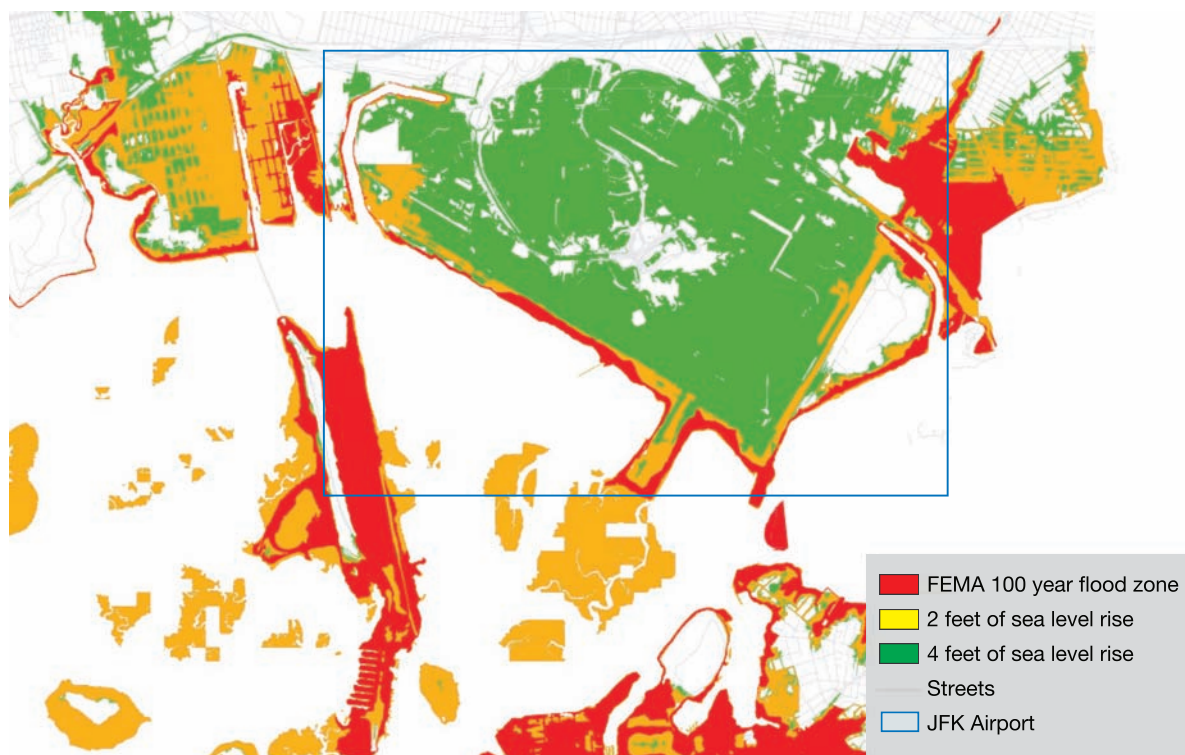 FEMA 100 year flood zone
2 feet of sea level rise
4 feet of sea level rise
Streets
JFK Airport